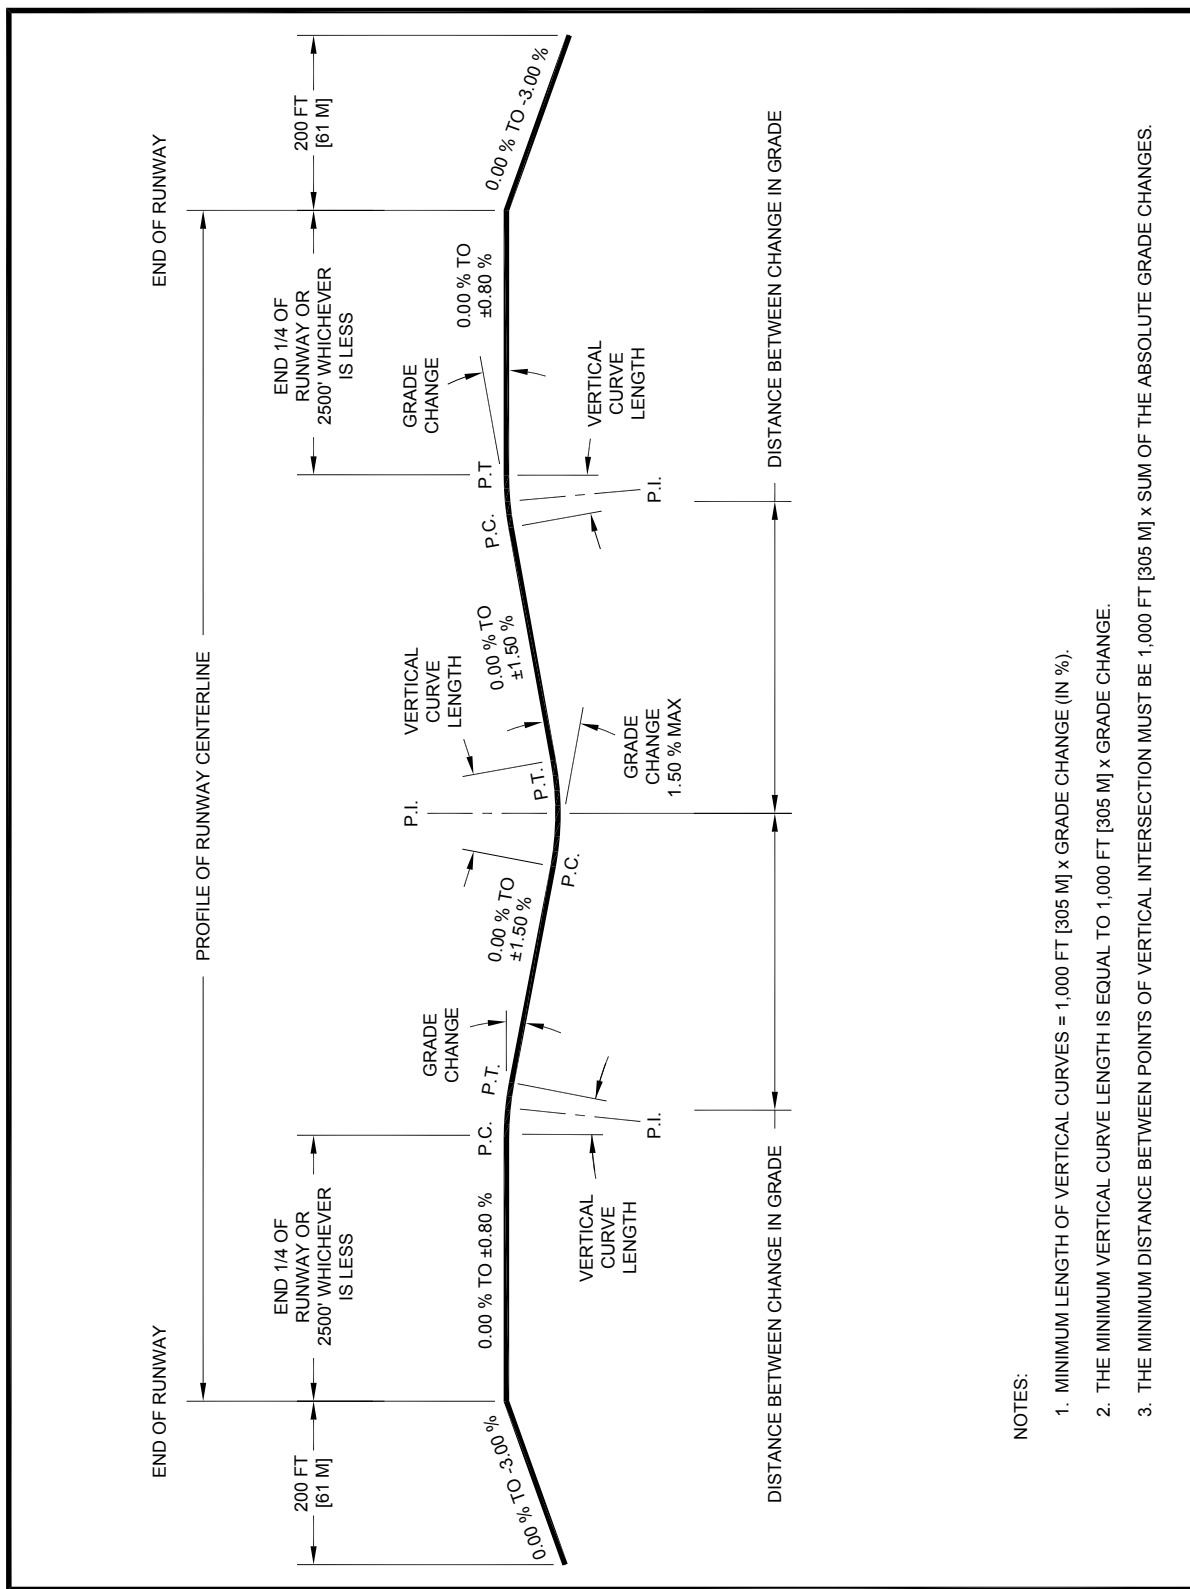 END OF RUNWAY
END OF RUNWAY
PROFILE OF RUNWAY CENTERLINE
200 FT
[61 M]
END 1/4 OF
RUNWAY OR
2500' WHICHEVER
IS LESS
END 1/4 OF
RUNWAY OR
2500' WHICHEVER
IS LESS
200 FT
[61 M]
P.I.
VERTICAL
CURVE
LENGTH
GRADE
CHANGE
GRADE
CHANGE
0.00 % TO -3.00 %
0.00 % TO ±0.80 %
P.C.
P.T.
0.00 % TO
±1.50 %
P.C.
P.T.
0.00 % TO
±1.50 %
P.C.
P.T
0.00 % TO
±0.80 %
0.00 % TO -3.00 %
VERTICAL
CURVE
LENGTH
P.I.
GRADE
CHANGE
1.50 % MAX
P.I.
VERTICAL
CURVE
LENGTH
DISTANCE BETWEEN CHANGE IN GRADE
DISTANCE BETWEEN CHANGE IN GRADE
NOTES:
1. MINIMUM LENGTH OF VERTICAL CURVES = 1,000 FT [305 M] x GRADE CHANGE (IN %).
2. THE MINIMUM VERTICAL CURVE LENGTH IS EQUAL TO 1,000 FT [305 M] x GRADE CHANGE.
3. THE MINIMUM DISTANCE BETWEEN POINTS OF VERTICAL INTERSECTION MUST BE 1,000 FT [305 M] x SUM OF THE ABSOLUTE GRADE CHANGES.